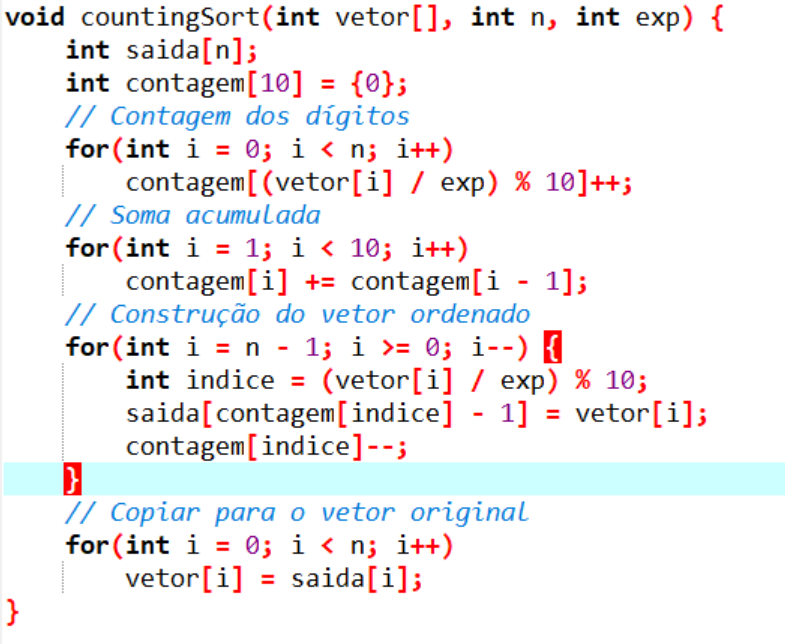 void countingSort(int vetor[], int n, int exp) {
    int saida[n];
    int contagem[10] = {0};
    // Contagem dos dígitos
    for(int i = 0; i < n; i++)
        contagem[(vetor[i] / exp) % 10]++;
    // Soma acumulada
    for(int i = 1; i < 10; i++)
        contagem[i] += contagem[i - 1];
    // Construção do vetor ordenado
    for(int i = n - 1; i >= 0; i--) {
        int indice = (vetor[i] / exp) % 10;
        saida[contagem[indice] - 1] = vetor[i];
        contagem[indice]--;
    }
    // Copiar para o vetor original
    for(int i = 0; i < n; i++)
        vetor[i] = saida[i];
}